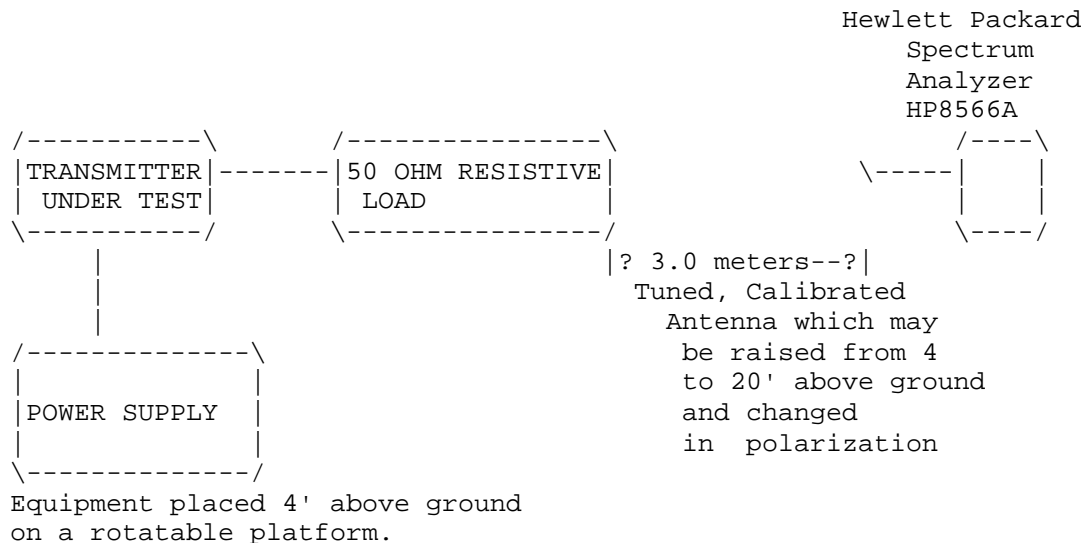 Hewlett Packard
Spectrum
Analyzer
HP8566A
/-----------\ /----------------\ /----\
|TRANSMITTER|-------|50 OHM RESISTIVE| \-----| |
| UNDER TEST| | LOAD | | |
\-----------/ \----------------/ \----/
| |? 3.0 meters--?|
| Tuned, Calibrated
| Antenna which may
/--------------\ be raised from 4
| | to 20' above ground
|POWER SUPPLY | and changed
| | in polarization
\--------------/
Equipment placed 4' above ground
on a rotatable platform.